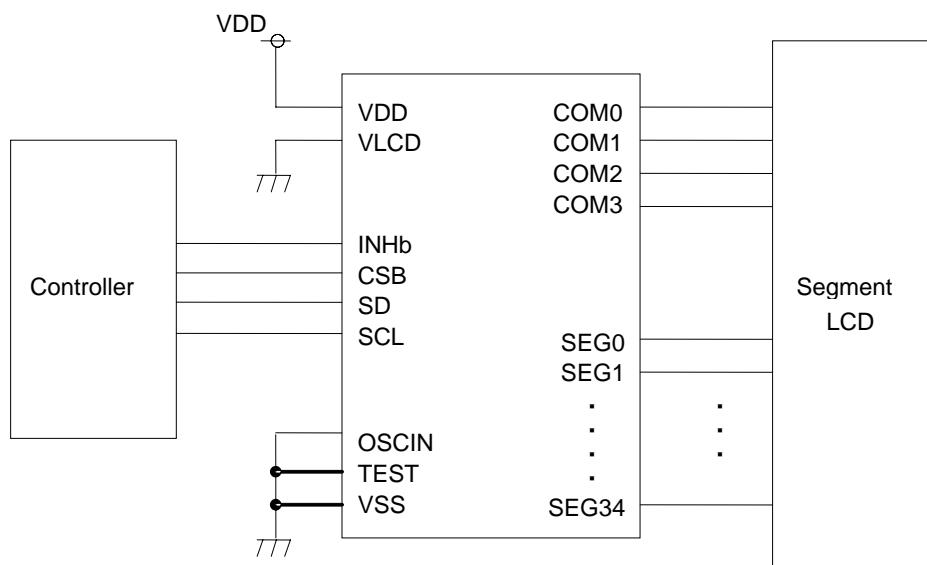 VDD
VDD
VLCD
INHb
CSB
SD
SCL
OSCIN
TEST
VSS
COM0
COM1
COM2
COM3
SEG0
SEG1
SEG34
Controller
Segment
LCD